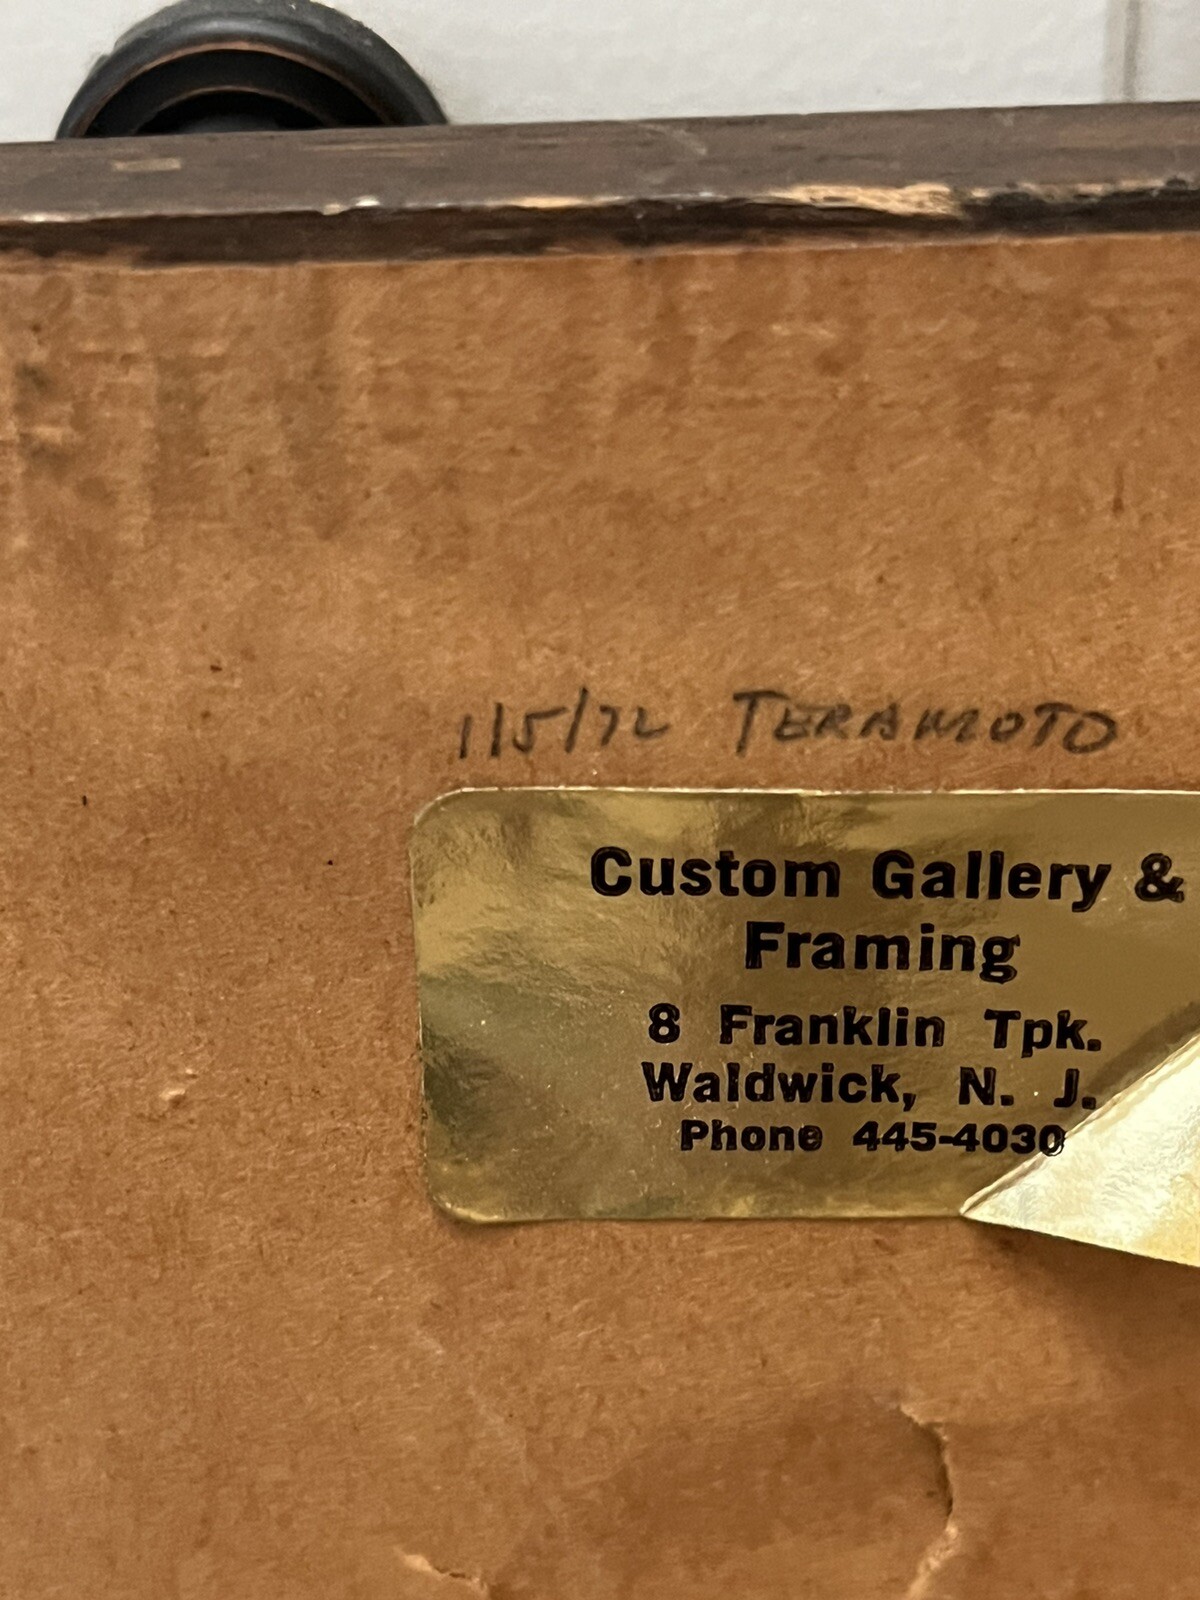 1/5/72 TERAMOTO
Custom Gallery &
Framing
8 Franklin Tpk.
Waldwick, N. J.
Phone 445-4030